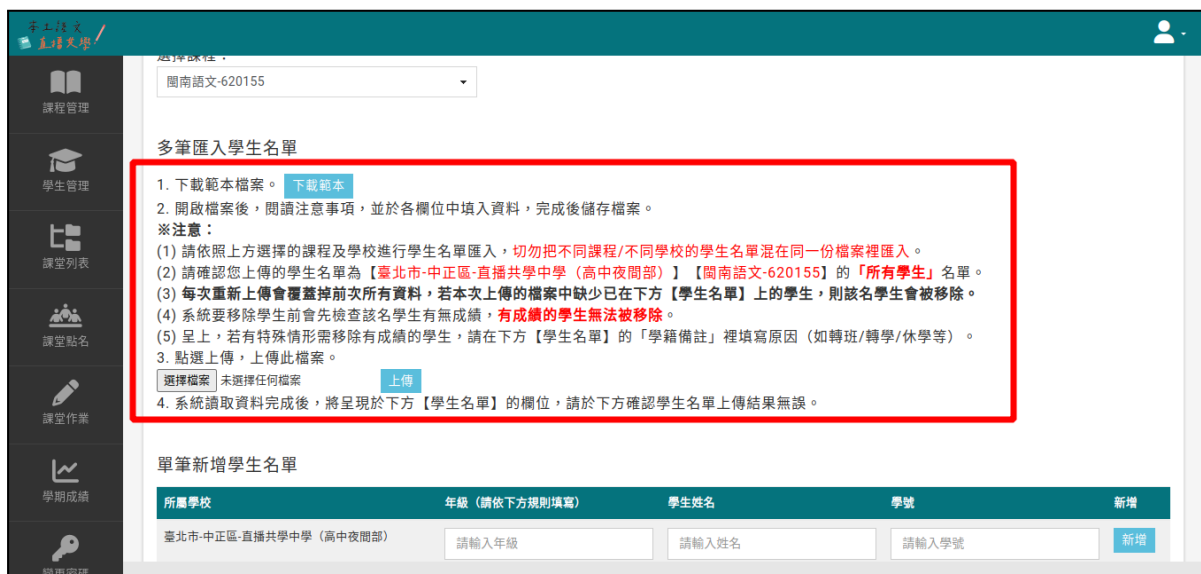 本土語文
直播共學
選擇課程：
閩南語文-620155
課程管理
學生管理
課堂列表
課堂點名
課堂作業
學期成績
變更密碼
多筆匯入學生名單
1. 下載範本檔案。 下載範本
2. 開啟檔案後，閱讀注意事項，並於各欄位中填入資料，完成後儲存檔案。
※注意：
(1) 請依照上方選擇的課程及學校進行學生名單匯入，切勿把不同課程/不同學校的學生名單混在同一份檔案裡匯入。
(2) 請確認您上傳的學生名單為【臺北市-中正區-直播共學中學（高中夜間部）】【閩南語文-620155】的「所有學生」名單。
(3) 每次重新上傳會覆蓋掉前次所有資料，若本次上傳的檔案中缺少已在下方【學生名單】上的學生，則該名學生會被移除。
(4) 系統要移除學生前會先檢查該名學生有無成績，有成績的學生無法被移除。
(5) 呈上，若有特殊情形需移除有成績的學生，請在下方【學生名單】的「學籍備註」裡填寫原因（如轉班/轉學/休學等）。
3. 點選上傳，上傳此檔案。
選擇檔案 未選擇任何檔案 上傳
4. 系統讀取資料完成後，將呈現於下方【學生名單】的欄位，請於下方確認學生名單上傳結果無誤。
單筆新增學生名單
所屬學校 年級（請依下方規則填寫） 學生姓名 學號 新增
臺北市-中正區-直播共學中學（高中夜間部） 請輸入年級 請輸入姓名 請輸入學號 新增